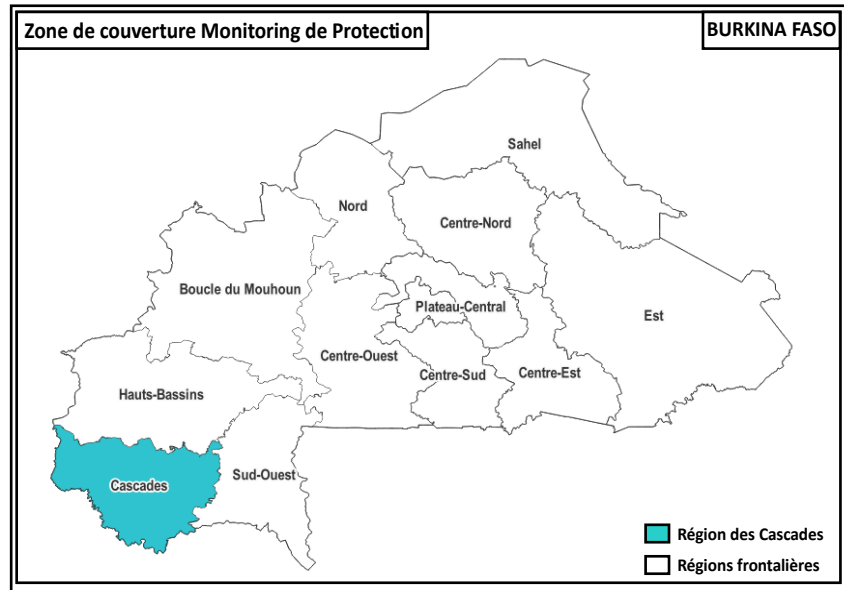 Zone de couverture Monitoring de Protection
BURKINA FASO
Sahel
Nord
Centre-Nord
Boucle du Mouhoun
Plateau-Central
Est
Centre-Ouest
Centre-Sud
Centre-Est
Hauts-Bassins
Sud-Ouest
Cascades
Région des Cascades
Régions frontalières